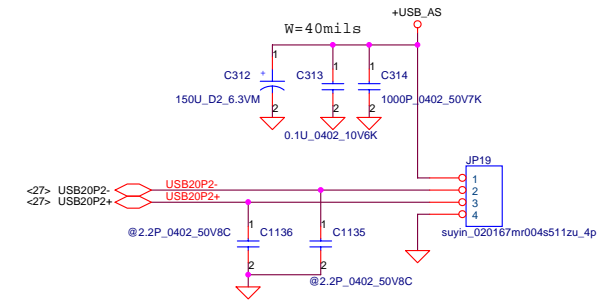 +USB_AS
W=40mils
1
1
1
C312
+
C313
C314
150U_D2_6.3VM
1000P_0402_50V7K
2
2
2
0.1U_0402_10V6K
JP19
1
<27> USB20P2-
USB20P2-
2
<27> USB20P2+
USB20P2+
3
4
1
1
suyin_020167mr004s511zu_4p
@2.2P_0402_50V8C
C1136
C1135
2
2
@2.2P_0402_50V8C